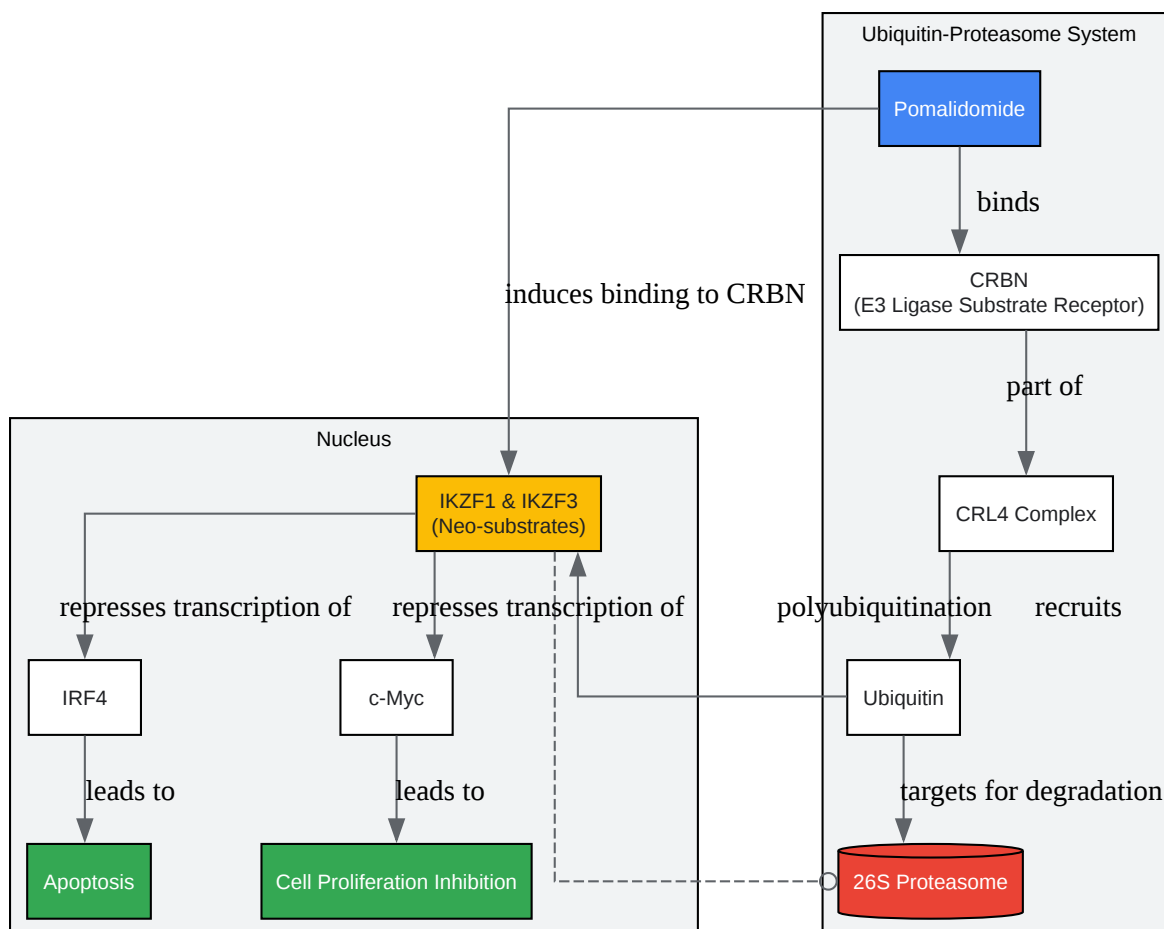 Ubiquitin-Proteasome System
Pomalidomide
binds
induces binding to CRBN
CRBN
(E3 Ligase Substrate Receptor)
part of
Nucleus
IKZF1 & IKZF3
(Neo-substrates)
CRL4 Complex
represses transcription of
represses transcription of
polyubiquitination
recruits
IRF4
c-Myc
Ubiquitin
leads to
leads to
targets for degradation
Apoptosis
Cell Proliferation Inhibition
26S Proteasome